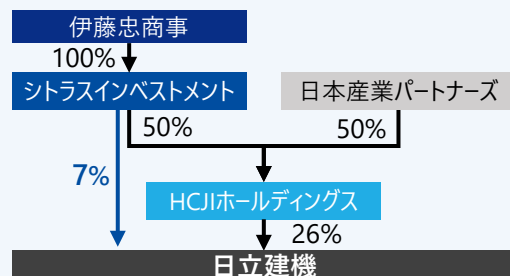 伊藤忠商事
100%
シトラスインベストメント
日本産業パートナーズ
50%
50%
7%
HCJIホールディングス
26%
日立建機